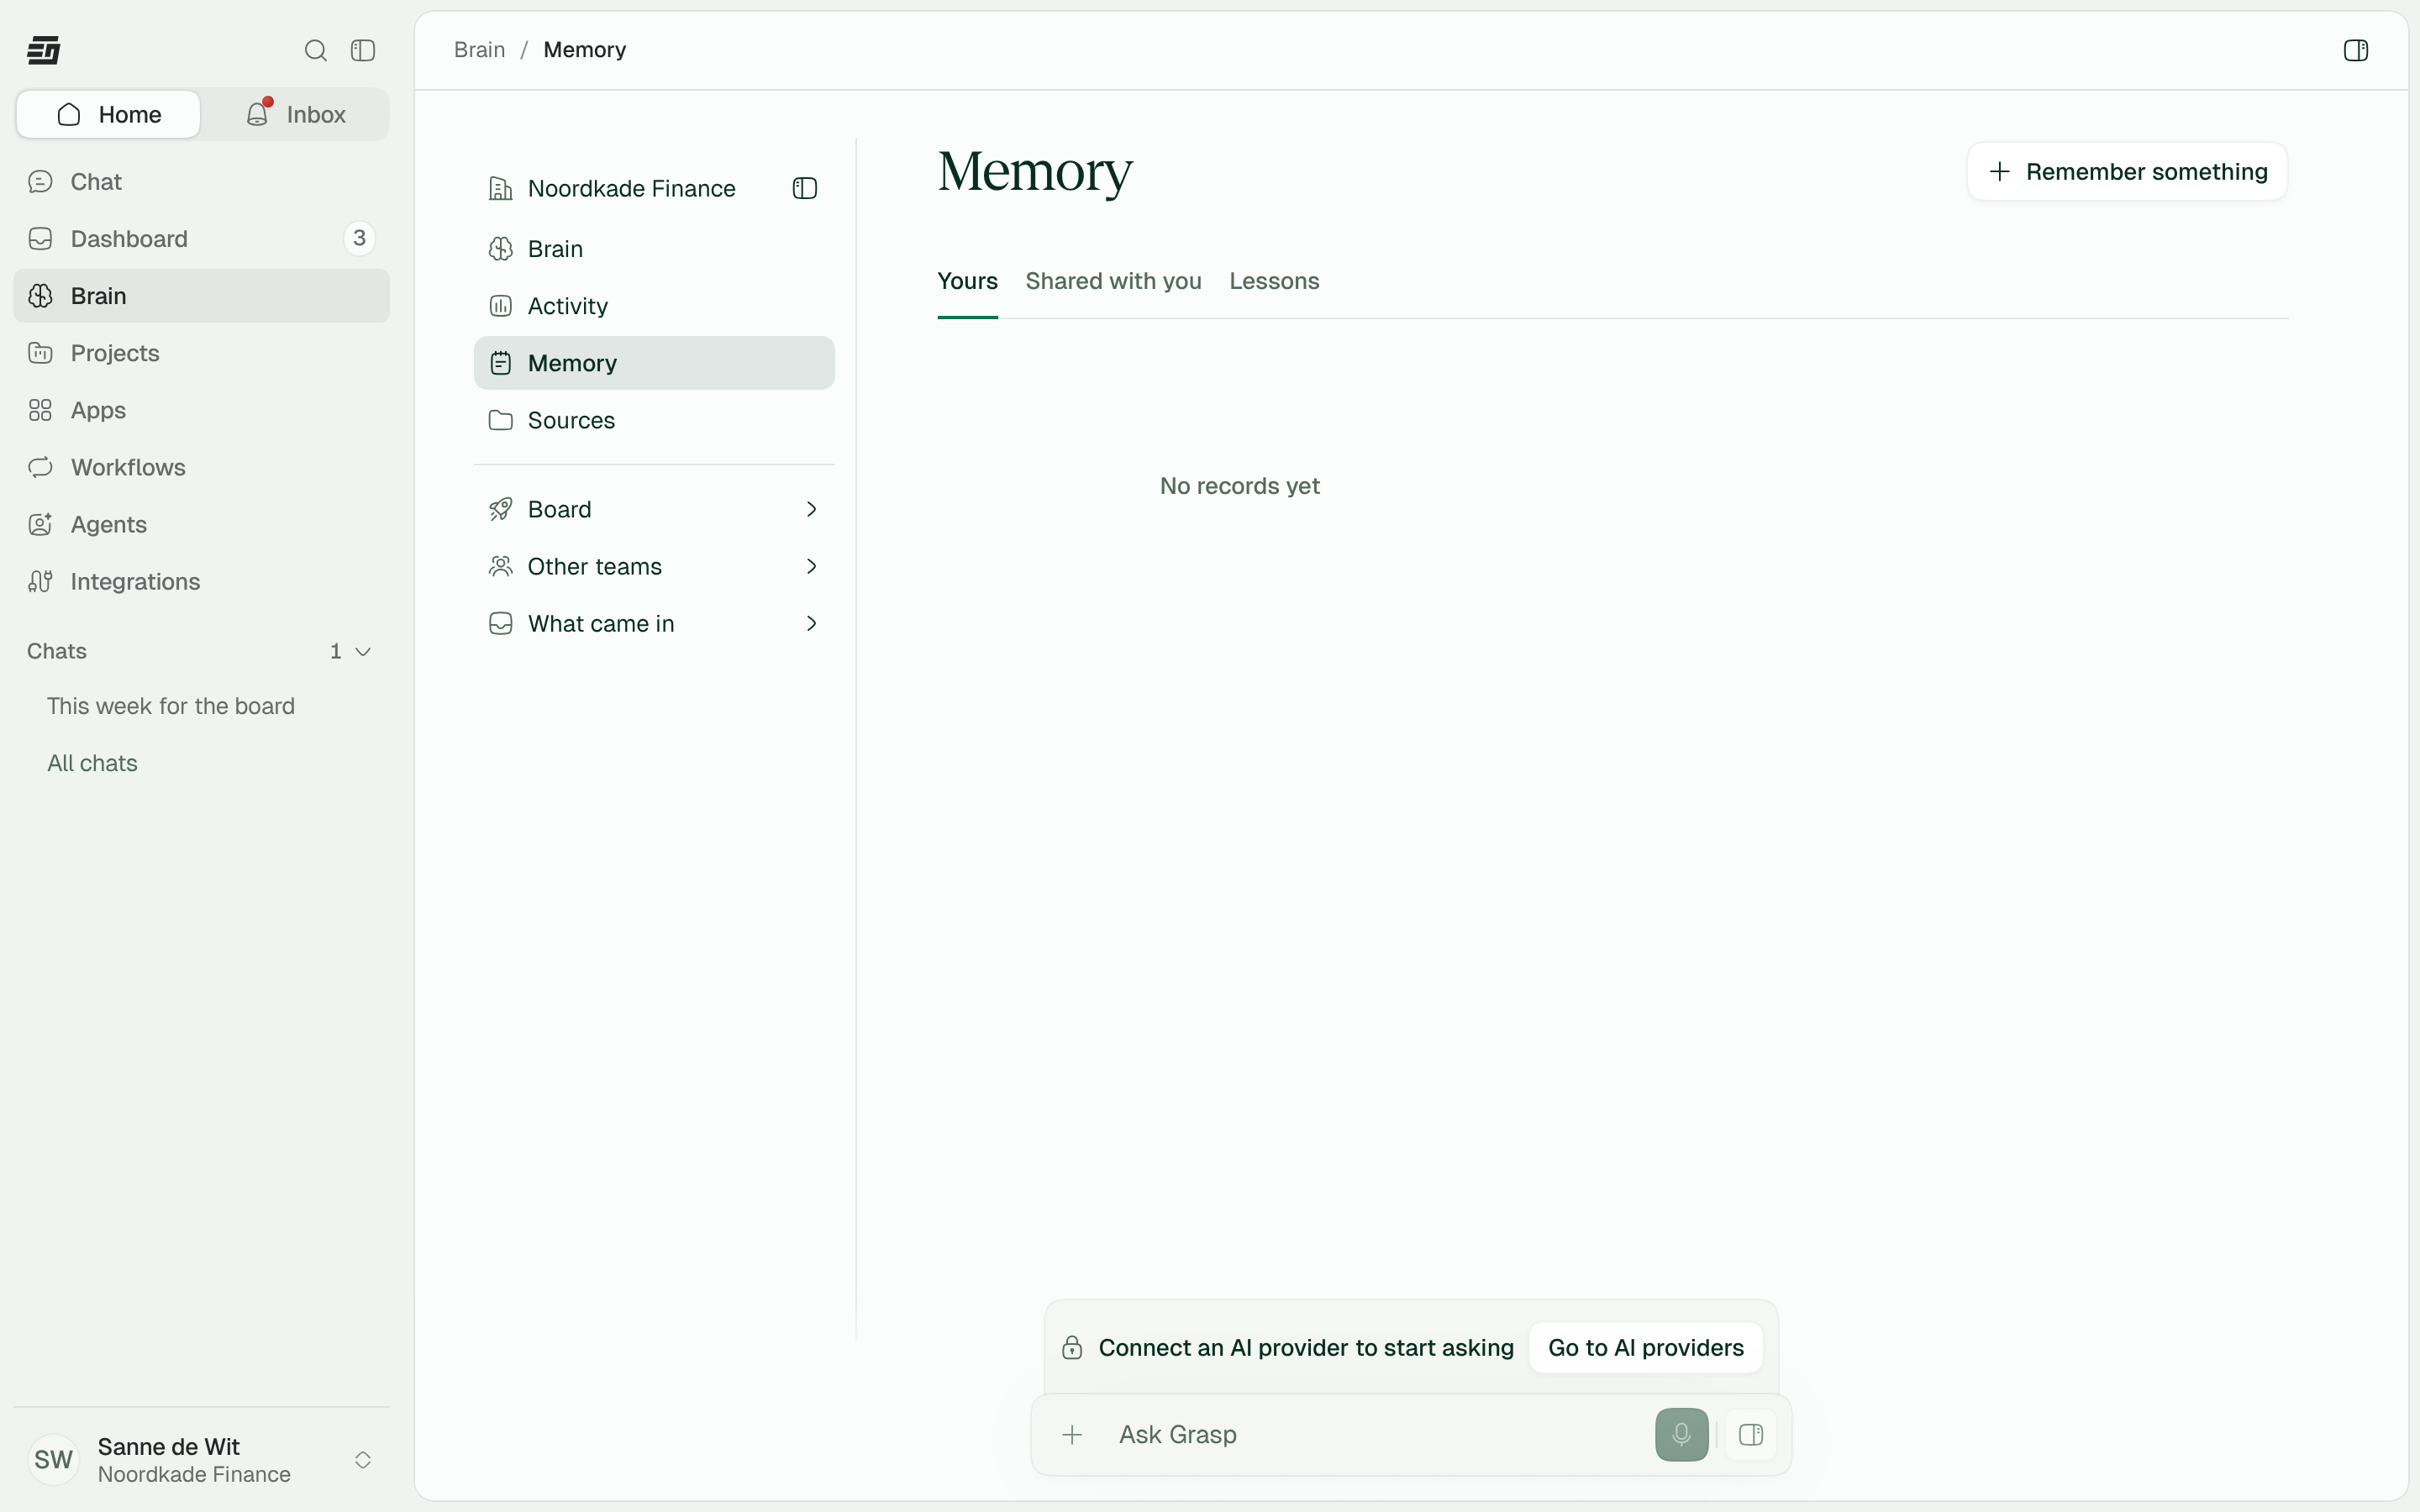 Home
Inbox
Chat
Dashboard
3
Brain
Projects
Apps
Workflows
Agents
Integrations
Chats
1
This week for the board
All chats
SW
Sanne de Wit
Noordkade Finance
Brain / Memory
Noordkade Finance
Brain
Activity
Memory
Sources
Board
Other teams
What came in
Memory
Remember something
Yours
Shared with you
Lessons
No records yet
Connect an AI provider to start asking
Go to AI providers
Ask Grasp